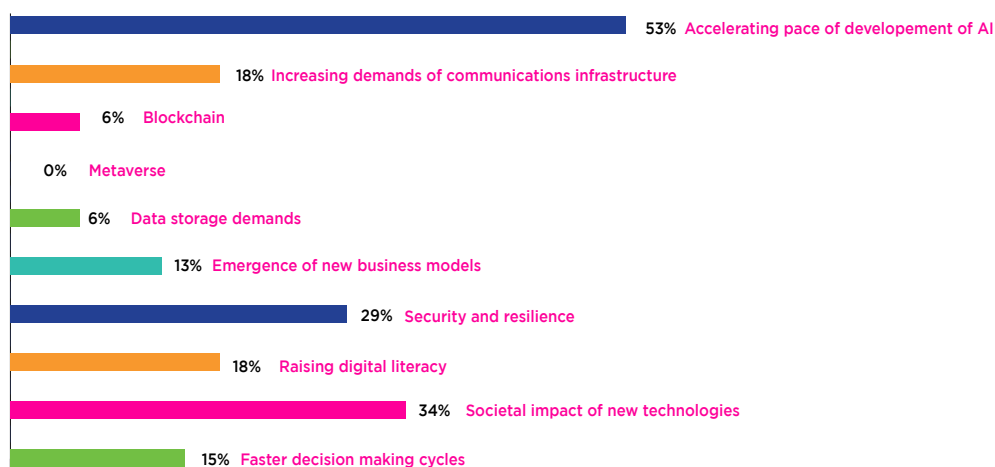 53% Accelerating pace of developement of AI
18% Increasing demands of communications infrastructure
6% Blockchain
0% Metaverse
6% Data storage demands
13% Emergence of new business models
29% Security and resilience
18% Raising digital literacy
34% Societal impact of new technologies
15% Faster decision making cycles